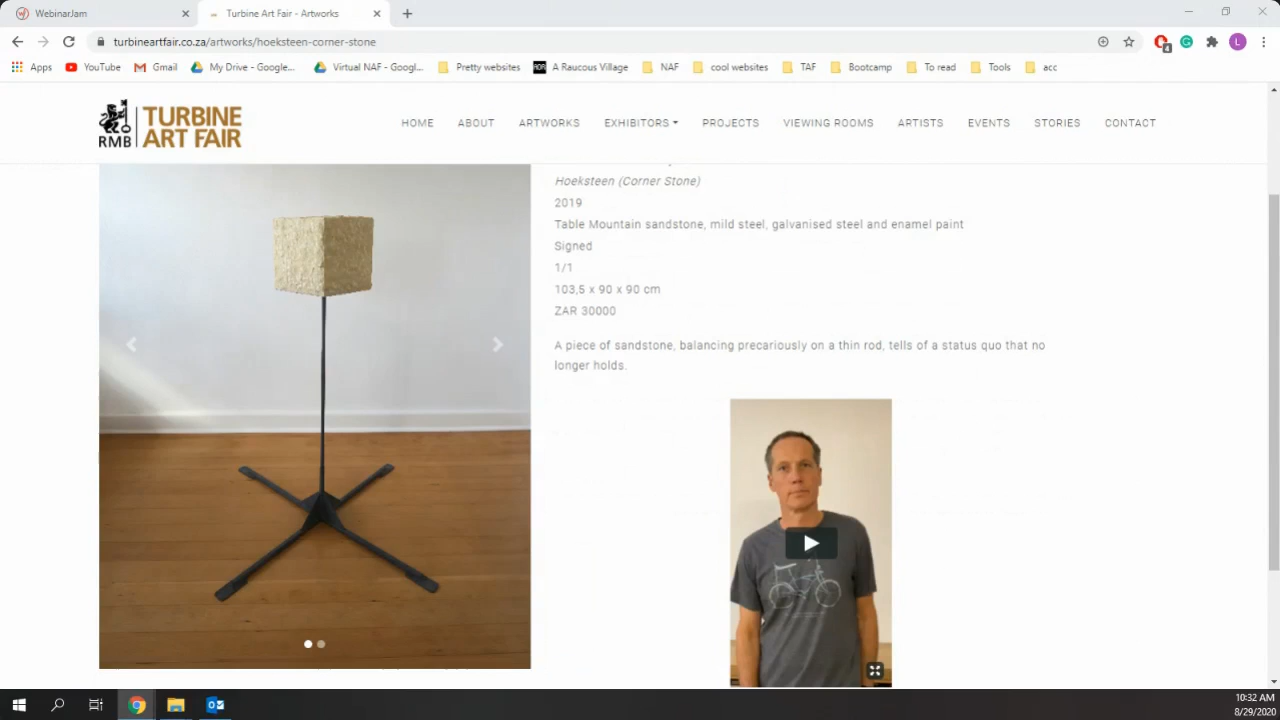 WebinarJam
Turbine Art Fair - Artworks
turbineartfair.co.za/artworks/hoeksteen-corner-stone
4
L
Apps
YouTube
Gmail
My Drive - Google...
Virtual NAF - Googl...
Pretty websites
A Raucous Village
NAF
cool websites
TAF
Bootcamp
To read
Tools
acc
RMB
TURBINE
ART FAIR
HOME
ABOUT
ARTWORKS
EXHIBITORS
PROJECTS
VIEWING ROOMS
ARTISTS
EVENTS
STORIES
CONTACT
Hoeksteen (Corner Stone)
2019
Table Mountain sandstone, mild steel, galvanised steel and enamel paint
Signed
1/1
103,5 x 90 x 90 cm
ZAR 30000
A piece of sandstone, balancing precariously on a thin rod, tells of a status quo that no
longer holds.
10:32 AM
8/29/2020